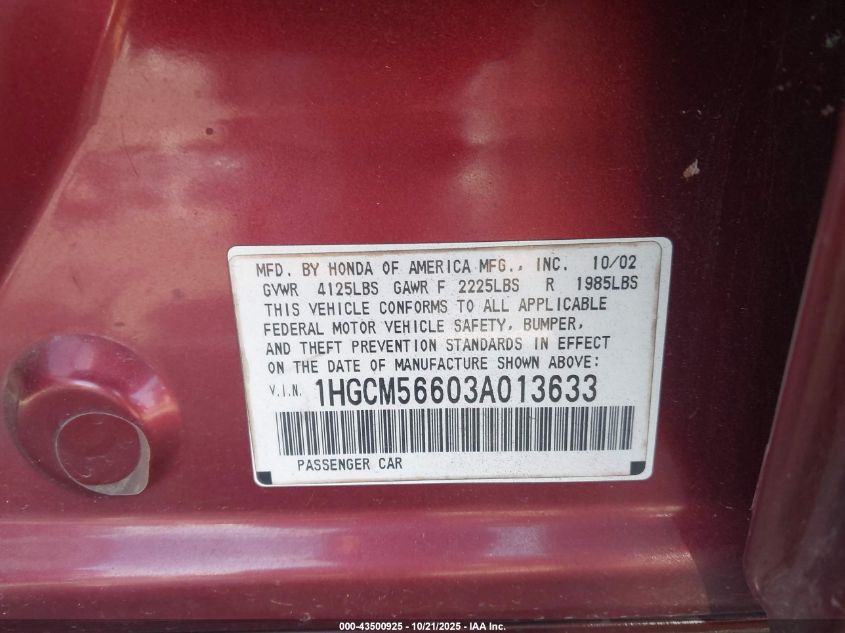 MFD. BY HONDA OF AMERICA MFG., INC. 10/02
GVWR 4125LBS GAWR F 2225LBS R 1985LBS
THIS VEHICLE CONFORMS TO ALL APPLICABLE
FEDERAL MOTOR VEHICLE SAFETY, BUMPER,
AND THEFT PREVENTION STANDARDS IN EFFECT
ON THE DATE OF MANUFACTURE SHOWN ABOVE:
V.I.N. 1HGCM56603A013633
PASSENGER CAR
000-43500925 - 10/21/2025 - IAA Inc.